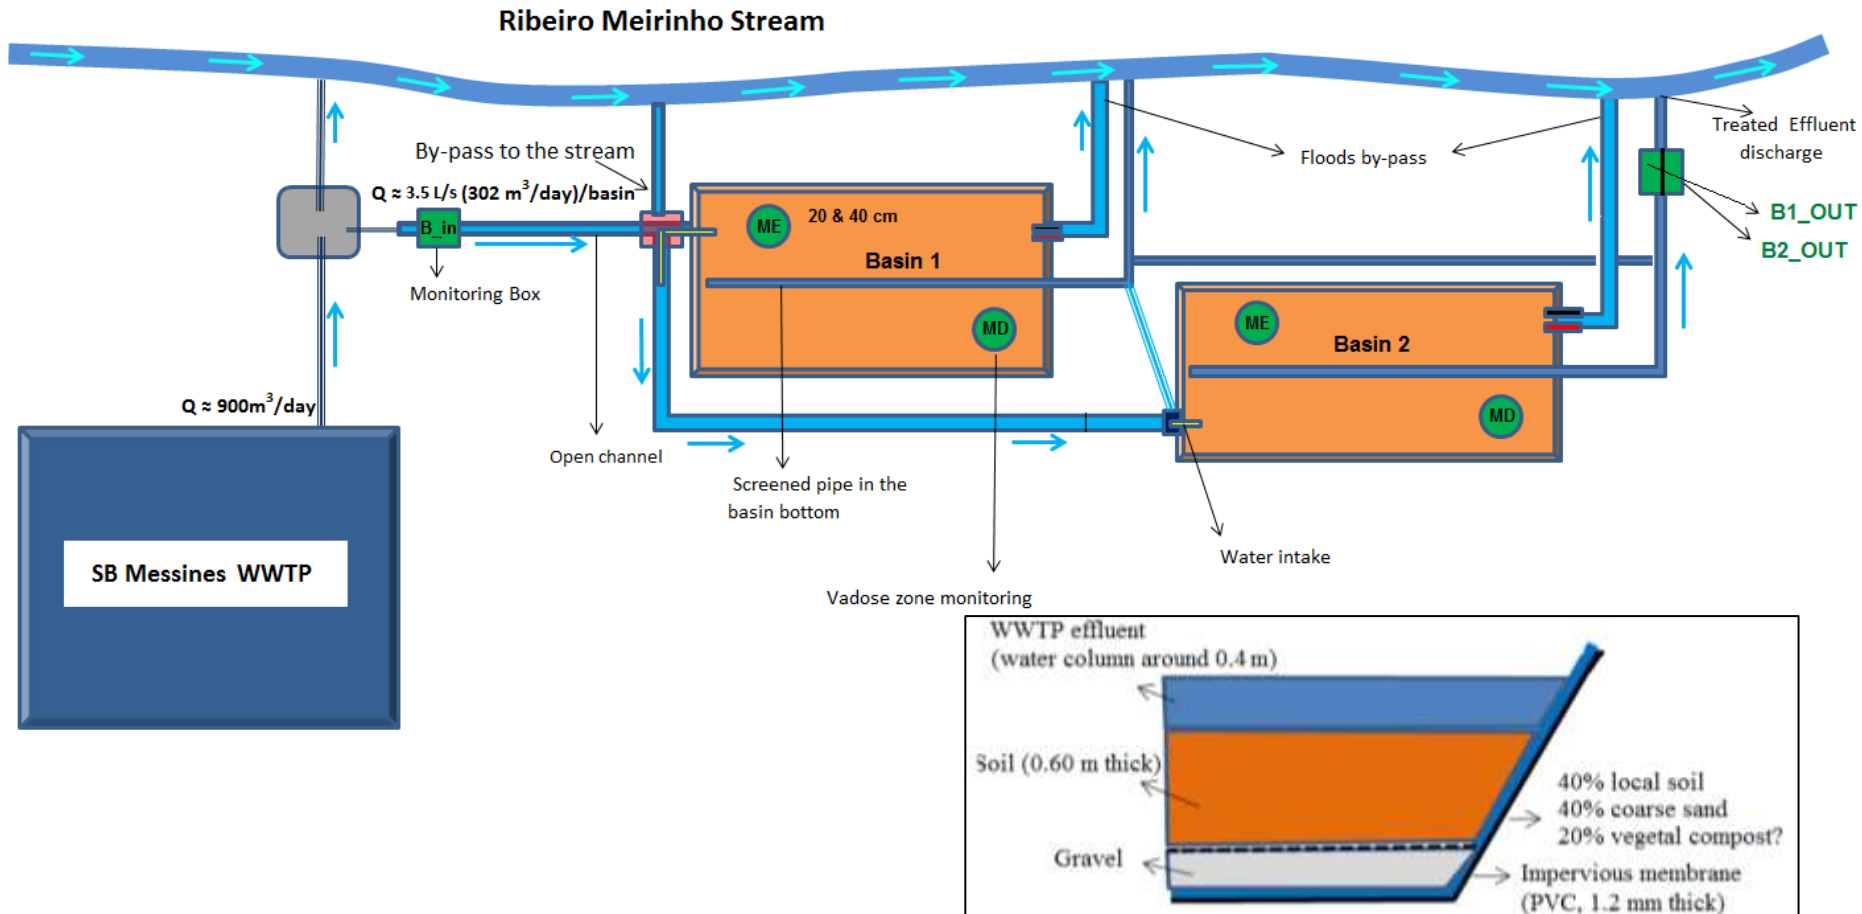 Ribeiro Meirinho Stream
By-pass to the stream
Q ≈ 3.5 L/s (302 m³/day)/basin
B_in
Monitoring Box
Q ≈ 900m³/day
Open channel
SB Messines WWTP
ME
20 & 40 cm
Basin 1
MD
Screened pipe in the
basin bottom
Vadose zone monitoring
Floods by-pass
Treated Effluent
discharge
B1_OUT
B2_OUT
ME
Basin 2
MD
Water intake
WWTP effluent
(water column around 0.4 m)
Soil (0.60 m thick)
Gravel
40% local soil
40% coarse sand
20% vegetal compost?
Impervious membrane
(PVC, 1.2 mm thick)